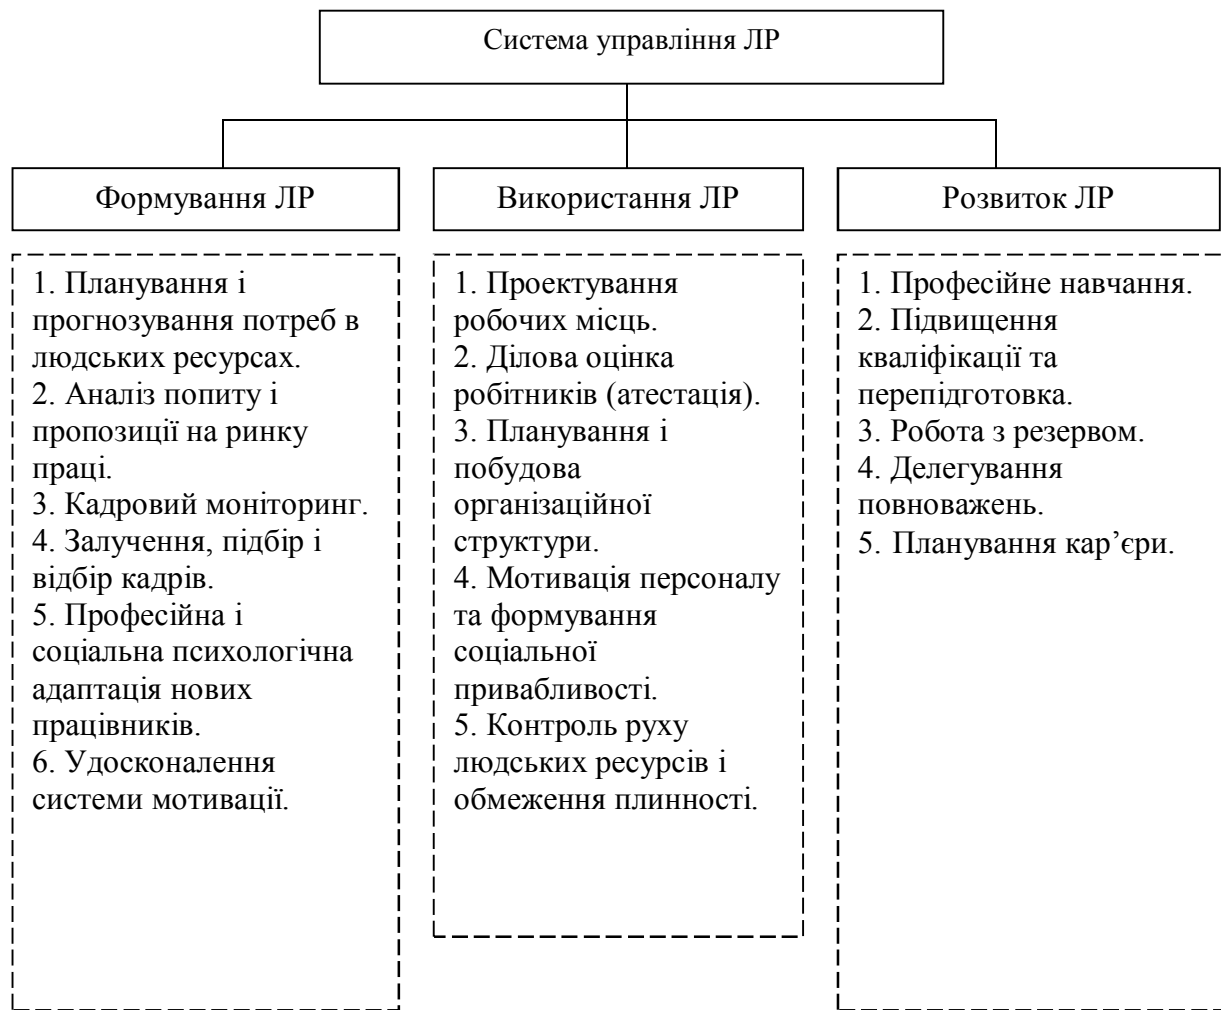 Система управління ЛР
Формування ЛР
Використання ЛР
Розвиток ЛР
1. Планування і
прогнозування потреб в
людських ресурсах.
2. Аналіз попиту і
пропозиції на ринку
праці.
3. Кадровий моніторинг.
4. Залучення, підбір і
відбір кадрів.
5. Професійна і
соціальна психологічна
адаптація нових
працівників.
6. Удосконалення
системи мотивації.
1. Проектування
робочих місць.
2. Ділова оцінка
робітників (атестація).
3. Планування і
побудова
організаційної
структури.
4. Мотивація персоналу
та формування
соціальної
привабливості.
5. Контроль руху
людських ресурсів і
обмеження плинності.
1. Професійне навчання.
2. Підвищення
кваліфікації та
перепідготовка.
3. Робота з резервом.
4. Делегування
повноважень.
5. Планування кар’єри.